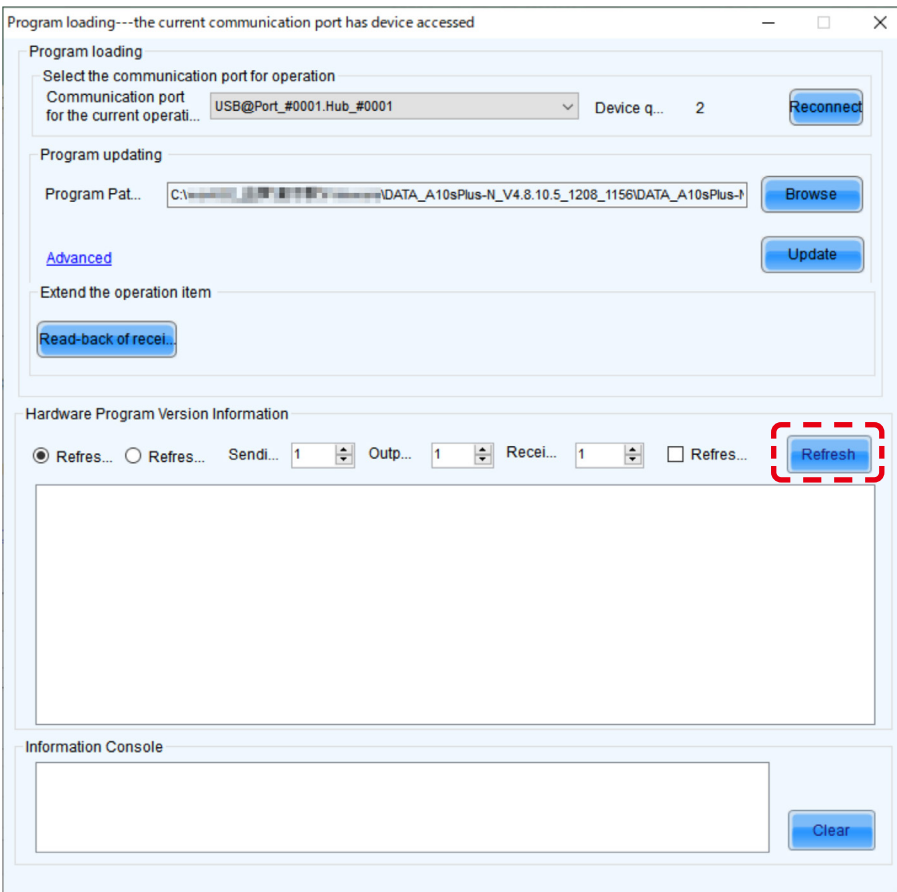 Program loading---the current communication port has device accessed
Program loading
Select the communication port for operation
Communication port
for the current operati...
USB@Port_#0001.Hub_#0001
Device q...
2
Reconnect
Program updating
Program Pat...
C:\ \DATA_A10sPlus-N_V4.8.10.5_1208_1156\DATA_A10sPlus-N
Browse
Advanced
Update
Extend the operation item
Read-back of recei...
Hardware Program Version Information
Refres... Refres... Sendi... 1 Outp... 1 Recei... 1 Refres... Refresh
Information Console
Clear